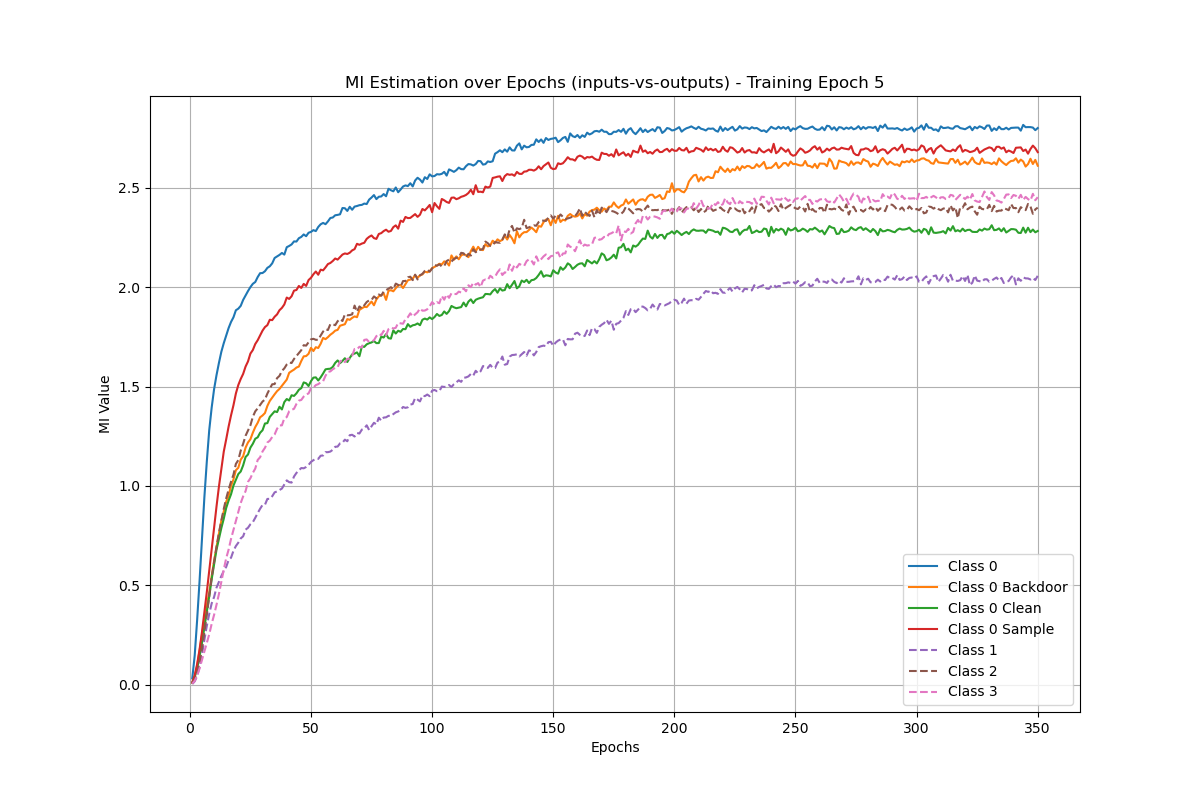 MI Estimation over Epochs (inputs-vs-outputs) - Training Epoch 5
MI Value
2.5
2.0
1.5
1.0
0.5
0.0
0 50 100 150 200 250 300 350
Epochs
Class 0
Class 0 Backdoor
Class 0 Clean
Class 0 Sample
Class 1
Class 2
Class 3